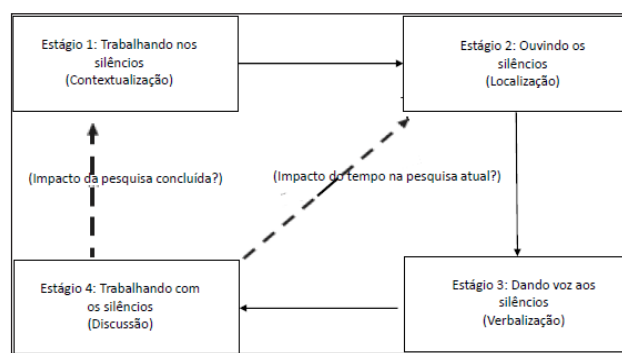 Estágio 1: Trabalhando nos
silêncios
(Contextualização)
Estágio 2: Ouvindo os
silêncios
(Localização)
(Impacto da pesquisa concluída?)
(Impacto do tempo na pesquisa atual?)
Estágio 4: Trabalhando com
os silêncios
(Discussão)
Estágio 3: Dando voz aos
silêncios
(Verbalização)